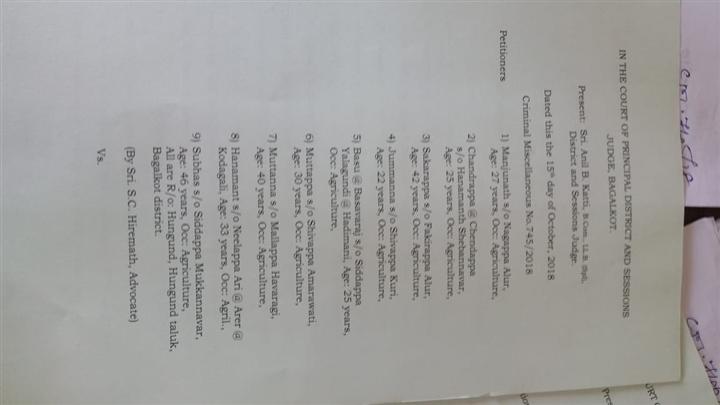 IN THE COURT OF PRINCIPAL DISTRICT AND SESSIONS
JUDGE, BAGALKOT.
Present: Sri. Anil B. Katti, B.Com., LL.B. (Spl),
District and Sessions Judge.
Dated this the 15th day of October, 2018
Criminal Miscellaneous No.745/2018
Petitioners
1) Manjunath s/o Nagappa Alur,
Age: 27 years, Occ: Agriculture,
2) Chandrappa @ Chendappa
s/o Hanamanth Snebannavar,
Age: 25 years, Occ: Agriculture,
3) Sakarappa s/o Fakirappa Alur,
Age: 42 years, Occ: Agriculture,
4) Jummanna s/o Shivappa Kuri,
Age: 22 years, Occ: Agriculture,
5) Basu @ Basavaraj s/o Siddappa
Yalagundi @ Hadimani, Age: 25 years,
Occ: Agriculture,
6) Muttappa s/o Shivappa Amarawati,
Age: 30 years, Occ: Agriculture,
7) Muttanna s/o Mallappa Havaragi,
Age: 40 years, Occ: Agriculture,
8) Hanamant s/o Neelappa Ari @ Arer @
Kodagali, Age: 33 years, Occ: Agril.,
9) Subhas s/o Siddappa Mukkannavar,
Age: 46 years, Occ: Agriculture,
All are R/o: Hungund, Hungund taluk,
Bagalkot district.
(By Sri. S.C. Hiremath, Advocate)
Vs.